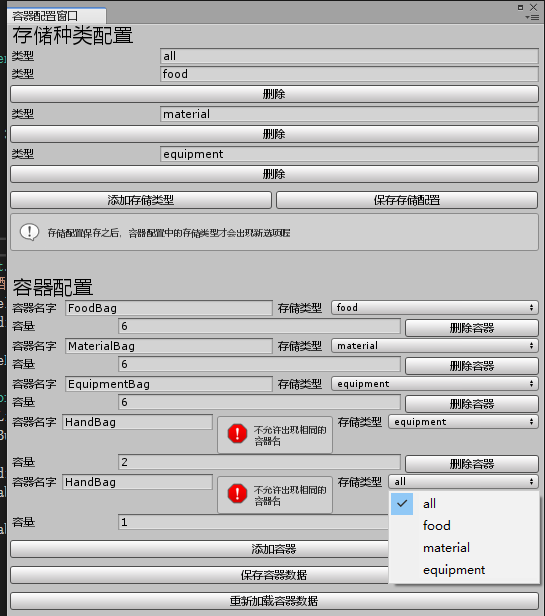 容器配置窗口
存储种类配置
类型 all
类型 food
删除
类型 material
删除
类型 equipment
删除
添加存储类型 保存存储配置
存储配置保存之后，容器配置中的存储类型才会出现新选项喔
容器配置
容器名字 FoodBag 存储类型 food
容量 6 删除容器
容器名字 MaterialBag 存储类型 material
容量 6 删除容器
容器名字 EquipmentBag 存储类型 equipment
容量 6 删除容器
容器名字 HandBag 不允许出现相同的 存储类型 equipment
容器名
容量 2 删除容器
容器名字 HandBag 不允许出现相同的 存储类型 all
容器名
all
food
容量 1
material
添加容器
equipment
保存容器数据
重新加载容器数据